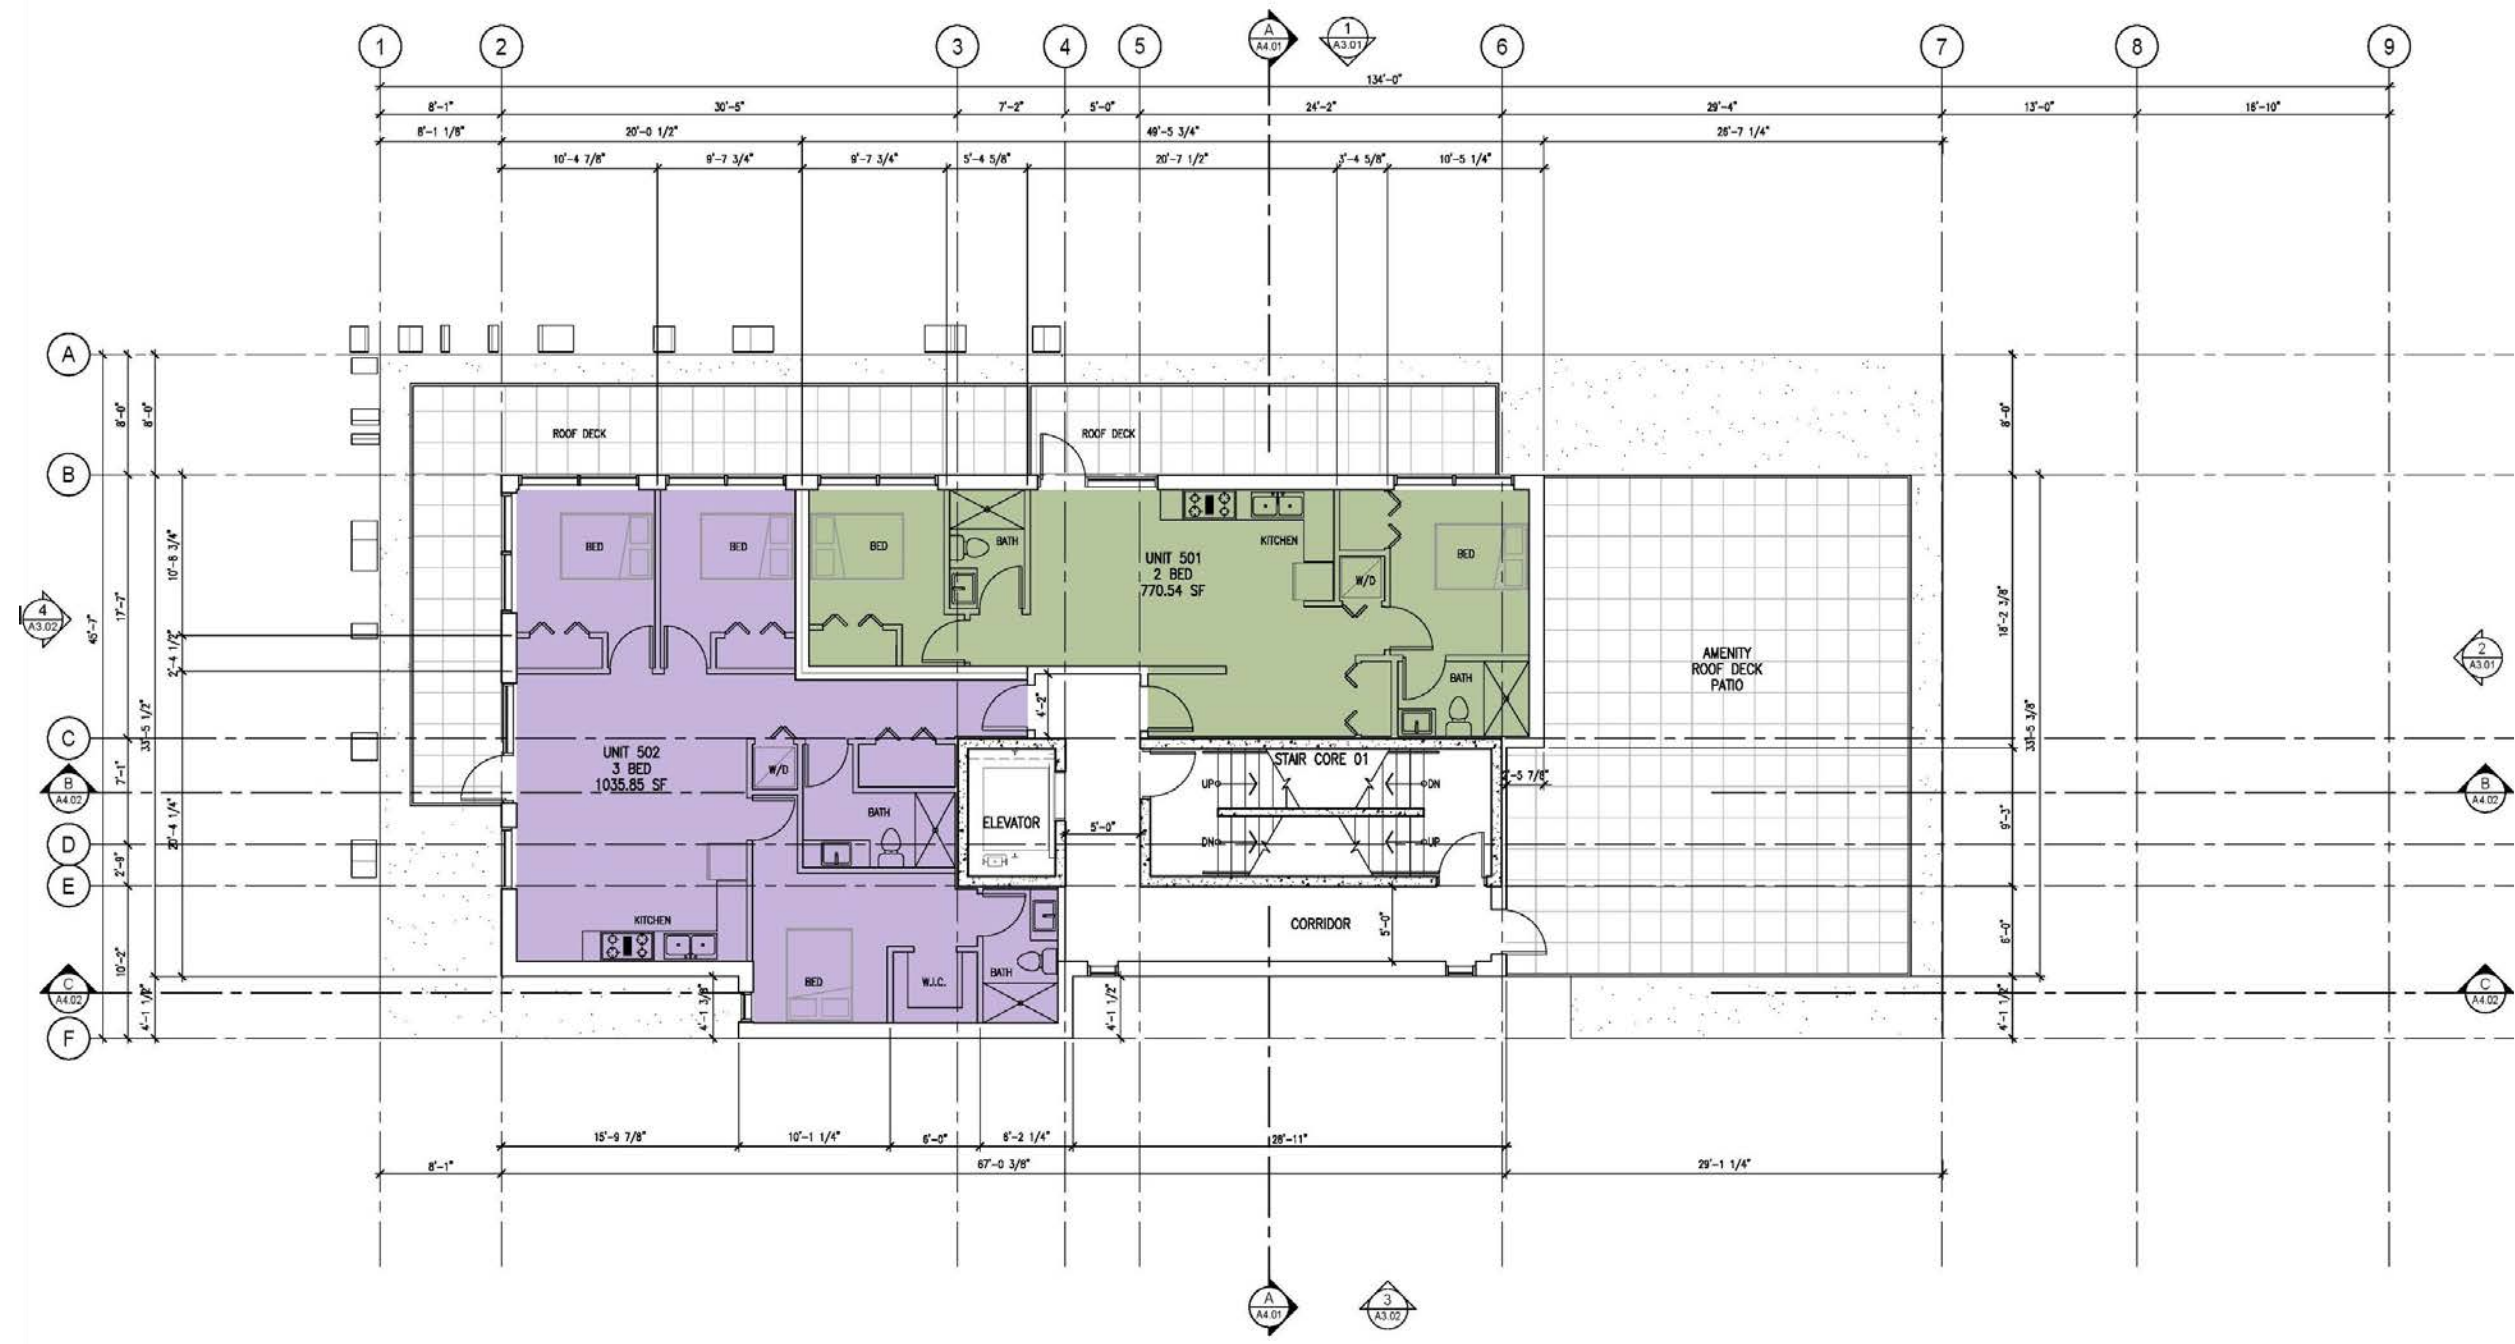 1
2
3
4
5
A
A4.01
1
A3.01
6
7
8
9
134'-0"
8'-1"
30'-5"
7'-2"
5'-0"
24'-2"
29'-4"
13'-0"
16'-10"
8'-1 1/8"
20'-0 1/2"
49'-5 3/4"
26'-7 1/4"
10'-4 7/8"
9'-7 3/4"
9'-7 3/4"
5'-4 5/8"
20'-7 1/2"
3'-4 5/8"
10'-5 1/4"
A
B
C
B
A4.02
D
E
C
A4.02
F
4
A3.02
45'-7"
8'-0"
17'-7"
7'-1"
2'-9"
10'-2"
8'-0"
33'-5 1/2"
4'-1 1/2"
10'-8 3/4"
2'-4 1/2"
20'-4 1/4"
ROOF DECK
ROOF DECK
BED
BED
BED
BATH
UNIT 501
2 BED
770.54 SF
KITCHEN
W/D
BED
BATH
AMENITY
ROOF DECK
PATIO
4'-2"
UNIT 502
3 BED
1035.85 SF
W/D
BATH
ELEVATOR
5'-0"
STAIR CORE 01
UP
DN
DN
UP
-5 7/8"
KITCHEN
BED
W.I.C.
BATH
CORRIDOR
5'-0"
4'-1 3/8"
4'-1 1/2"
8'-0"
18'-2 3/8"
9'-3"
6'-0"
4'-1 1/2"
33'-5 3/8"
2
A3.01
B
A4.02
C
A4.02
15'-9 7/8"
10'-1 1/4"
6'-0"
6'-2 1/4"
28'-11"
8'-1"
67'-0 3/8"
29'-1 1/4"
A
A4.01
3
A3.02